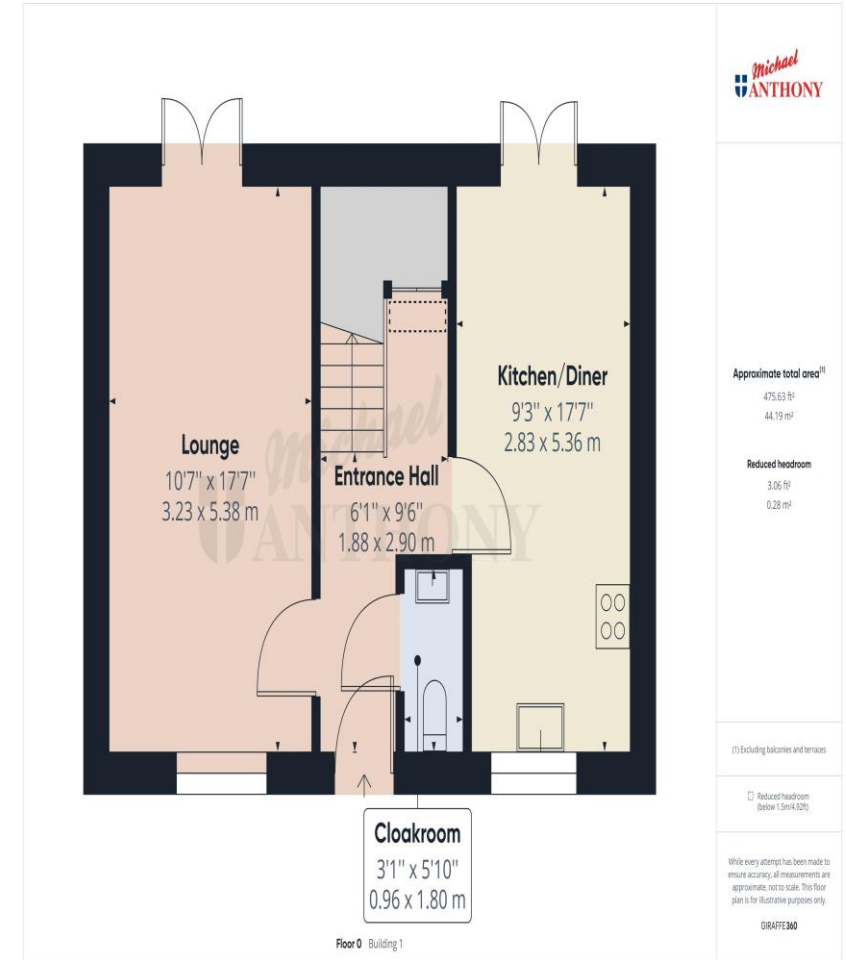 Michael
ANTHONY
Lounge
10'7" x 17'7"
3.23 x 5.38 m
Entrance Hall
6'1" x 9'6"
1.88 x 2.90 m
Kitchen/Diner
9'3" x 17'7"
2.83 x 5.36 m
Cloakroom
3'1" x 5'10"
0.96 x 1.80 m
Michael
ANTHONY
Floor 0 Building 1
Approximate total area(1)
475.63 ft²
44.19 m²
Reduced headroom
3.06 ft²
0.28 m²
(1) Excluding balconies and terraces
Reduced headroom
(below 1.5m/4.92ft)
While every attempt has been made to
ensure accuracy, all measurements are
approximate, not to scale. This floor
plan is for illustrative purposes only.
GIRAFFE360